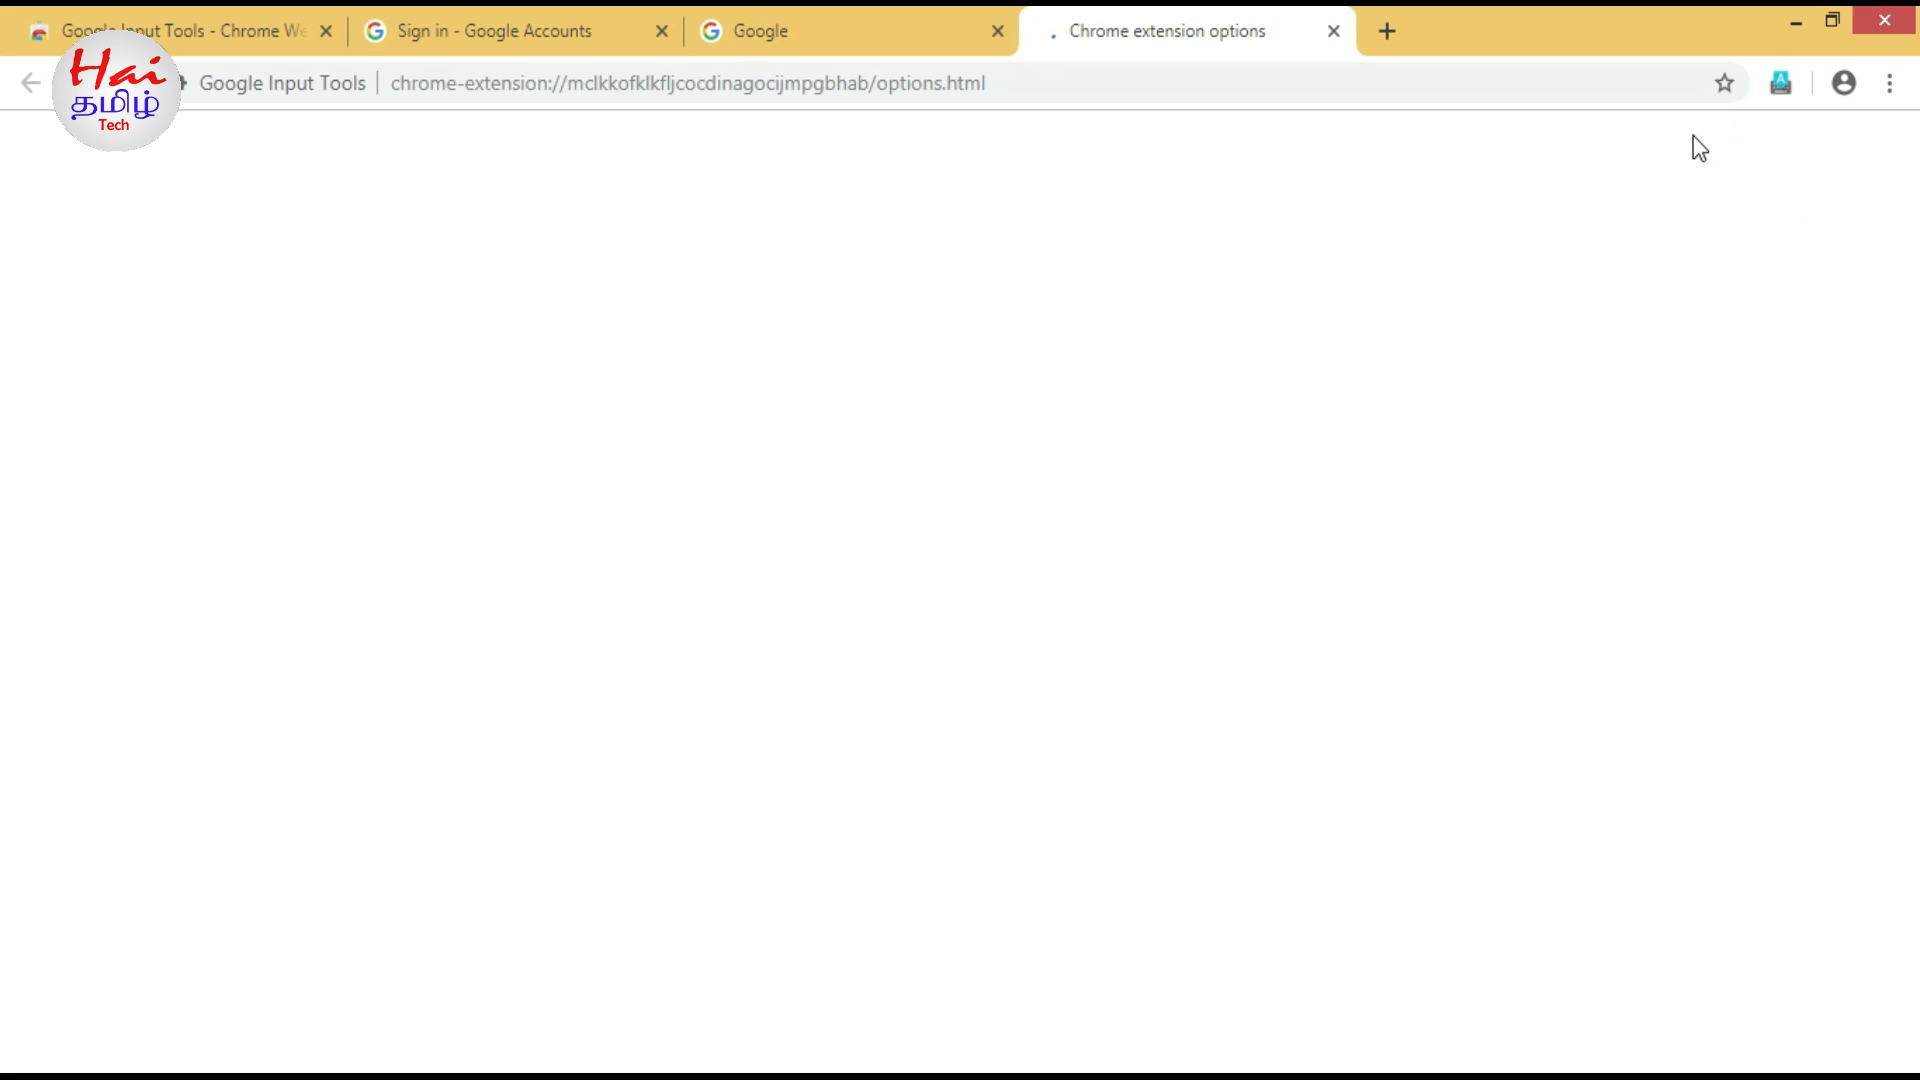 Google Input Tools - Chrome We
Sign in - Google Accounts
Google
Chrome extension options
Google Input Tools
chrome-extension://mclkkofklkfljcocdinagocijmpgbhab/options.html
Hai
தமிழ்
Tech